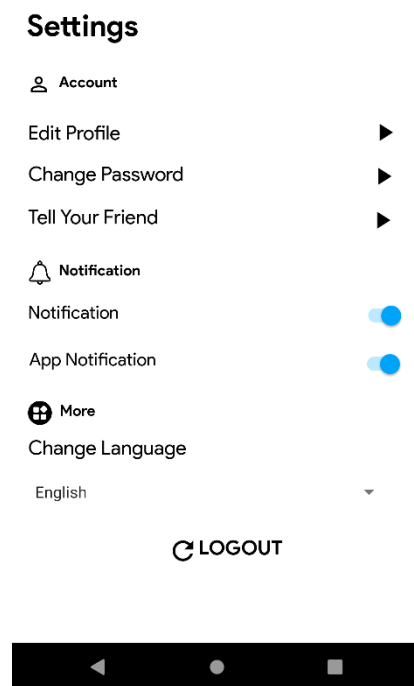 Settings
Account
Edit Profile
Change Password
Tell Your Friend
Notification
Notification
App Notification
More
Change Language
English
LOGOUT